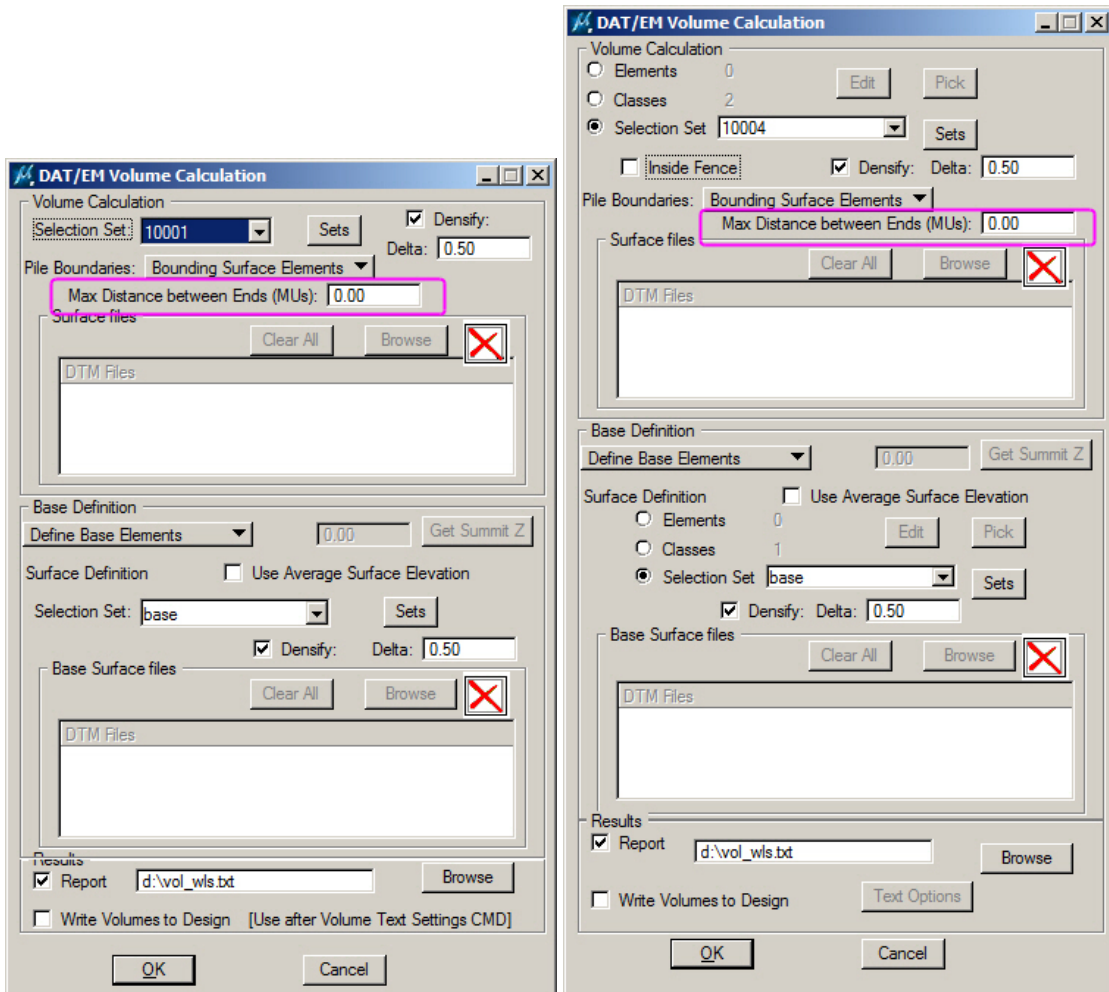 DAT/EM Volume Calculation
Volume Calculation
Selection Set: 10001 Sets Densify:
Delta: 0.50
Pile Boundaries: Bounding Surface Elements
Max Distance between Ends (MUs): 0.00
Surface files
Clear All Browse
DTM Files
Base Definition
Define Base Elements 0.00 Get Summit Z
Surface Definition Use Average Surface Elevation
Selection Set: base Sets
Densify: Delta: 0.50
Base Surface files
Clear All Browse
DTM Files
Results
Report d:\vol_wls.txt Browse
Write Volumes to Design [Use after Volume Text Settings CMD]
OK Cancel
DAT/EM Volume Calculation
Volume Calculation
Elements 0 Edit Pick
Classes 2
Selection Set 10004 Sets
Inside Fence Densify: Delta: 0.50
Pile Boundaries: Bounding Surface Elements
Max Distance between Ends (MUs): 0.00
Surface files
Clear All Browse
DTM Files
Base Definition
Define Base Elements 0.00 Get Summit Z
Surface Definition Use Average Surface Elevation
Elements 0 Edit Pick
Classes 1
Selection Set base Sets
Densify: Delta: 0.50
Base Surface files
Clear All Browse
DTM Files
Results
Report d:\vol_wls.txt Browse
Write Volumes to Design Text Options
OK Cancel